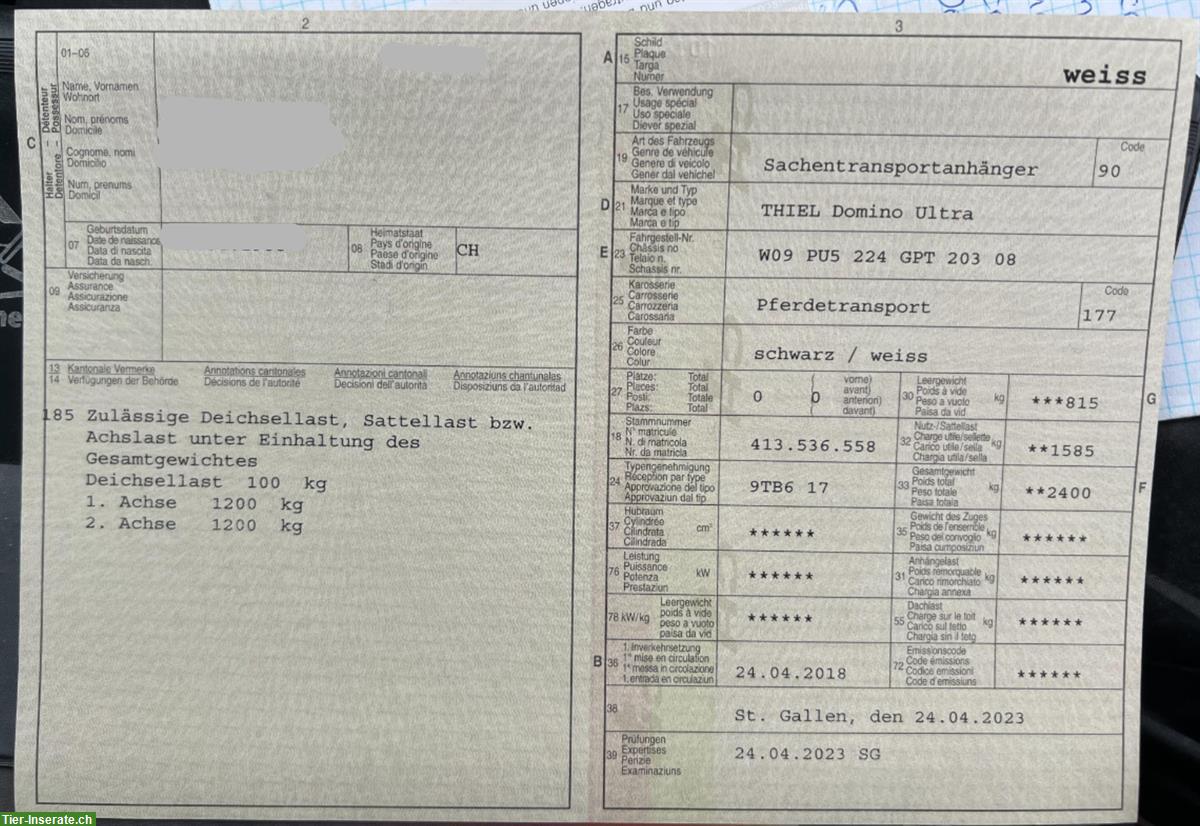 2
01–06
Halter – Détenteur
Detentore – Possessur
C
Name, Vornamen
Wohnort
Nom, prénoms
Domicile
Cognome, nomi
Domicilio
Num, prenums
Domicil
07
Geburtsdatum
Date de naissance
Data di nascita
Data da nasch.
08
Heimatstaat
Pays d'origine
Paese d'origine
Stadi d'origin
CH
09
Versicherung
Assurance
Assicurazione
Assicuranza
13 Kantonale Vermerke
14 Verfügungen der Behörde
Annotations cantonales
Décisions de l'autorité
Annotazioni cantonali
Decisioni dell'autorità
Annotaziuns chantunalas
Disposiziuns da l'autoritad
185 Zulässige Deichsellast, Sattellast bzw.
Achslast unter Einhaltung des
Gesamtgewichtes
Deichsellast 100 kg
1. Achse 1200 kg
2. Achse 1200 kg
3
A 15
Schild
Plaque
Targa
Numer
weiss
17
Bes. Verwendung
Usage spécial
Uso speciale
Diever spezial
19
Art des Fahrzeugs
Genre de véhicule
Genere di veicolo
Gener dal vehichel
Sachentransportanhänger
Code
90
D 21
Marke und Typ
Marque et type
Marca e tipo
Marca e tip
THIEL Domino Ultra
E 23
Fahrgestell-Nr.
Châssis no
Telaio n.
Schassis nr.
W09 PU5 224 GPT 203 08
25
Karosserie
Carrosserie
Carrozzeria
Carossaria
Pferdetransport
Code
177
26
Farbe
Couleur
Colore
Colur
schwarz / weiss
27
Plätze: Total
Places: Total
Posti: Totale
Plazs: Total
0
( vorne)
( avant)
( anteriori)
( davant)
0
30
Leergewicht
Poids à vide
Peso a vuoto
Paisa da vid
kg
***815
G
18
Stammnummer
N° matricule
N. di matricola
Nr. da matricla
413.536.558
32
Nutz-/Sattellast
Charge utile/sellette
Carico utile/sella
Chargia utila/sella
kg
**1585
24
Typengenehmigung
Réception par type
Approvazione del tipo
Approvaziun dal tip
9TB6 17
33
Gesamtgewicht
Poids total
Peso totale
Paisa totala
kg
**2400
F
37
Hubraum
Cylindrée
Cilindrata
Cilindrada
cm³
******
35
Gewicht des Zuges
Poids de l'ensemble
Peso del convoglio
Paisa cumposiziun
kg
******
76
Leistung
Puissance
Potenza
Prestaziun
kW
******
31
Anhängelast
Poids remorquable
Carico rimorchiato
Chargia annexa
kg
******
78 kW/kg
Leergewicht
poids à vide
peso a vuoto
paisa da vid
******
55
Dachlast
Charge sur le toit
Carico sul tetto
Chargia sin il tetg
kg
******
B 36
1. Inverkehrsetzung
1re mise en circulation
1a messa in circolazione
1. entrada en circulaziun
24.04.2018
72
Emissionscode
Code émissions
Codice emissioni
Code d'emissiuns
******
38
St. Gallen, den 24.04.2023
39
Prüfungen
Expertises
Perizie
Examinaziuns
24.04.2023 SG
Tier-Inserate.ch